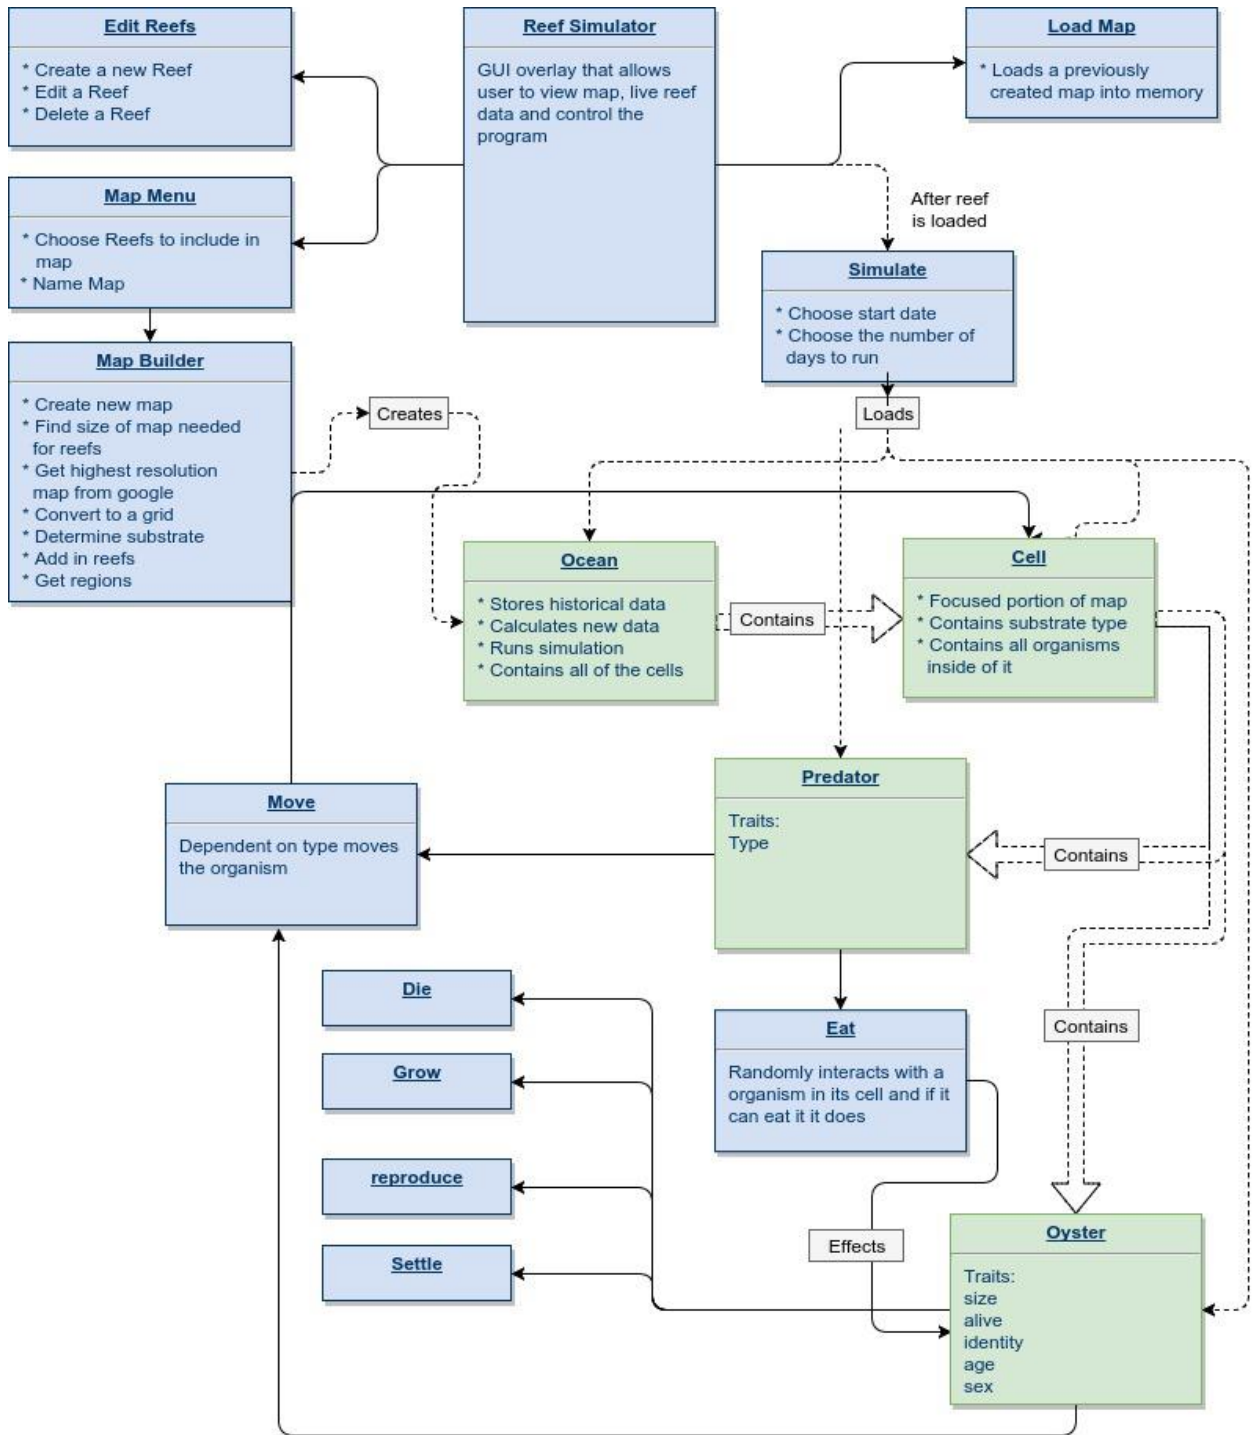 Edit Reefs
* Create a new Reef
* Edit a Reef
* Delete a Reef
Reef Simulator
GUI overlay that allows
user to view map, live reef
data and control the
program
Load Map
* Loads a previously
created map into memory
Map Menu
* Choose Reefs to include in
map
* Name Map
After reef
is loaded
Simulate
* Choose start date
* Choose the number of
days to run
Map Builder
* Create new map
* Find size of map needed
for reefs
* Get highest resolution
map from google
* Convert to a grid
* Determine substrate
* Add in reefs
* Get regions
Creates
Loads
Ocean
* Stores historical data
* Calculates new data
* Runs simulation
* Contains all of the cells
Contains
Cell
* Focused portion of map
* Contains substrate type
* Contains all organisms
inside of it
Move
Dependent on type moves
the organism
Predator
Traits:
Type
Contains
Die
Grow
reproduce
Settle
Eat
Randomly interacts with a
organism in its cell and if it
can eat it it does
Contains
Effects
Oyster
Traits:
size
alive
identity
age
sex